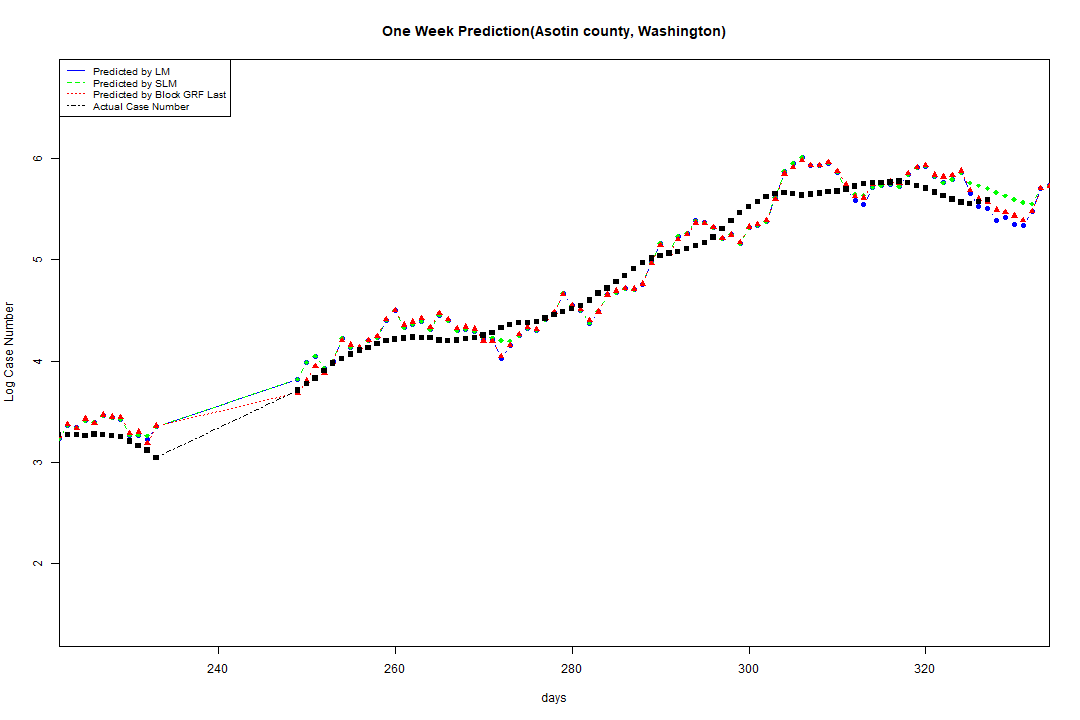 One Week Prediction(Asotin county, Washington)
Predicted by LM
Predicted by SLM
Predicted by Block GRF Last
Actual Case Number
6
5
4
3
2
Log Case Number
240 260 280 300 320
days